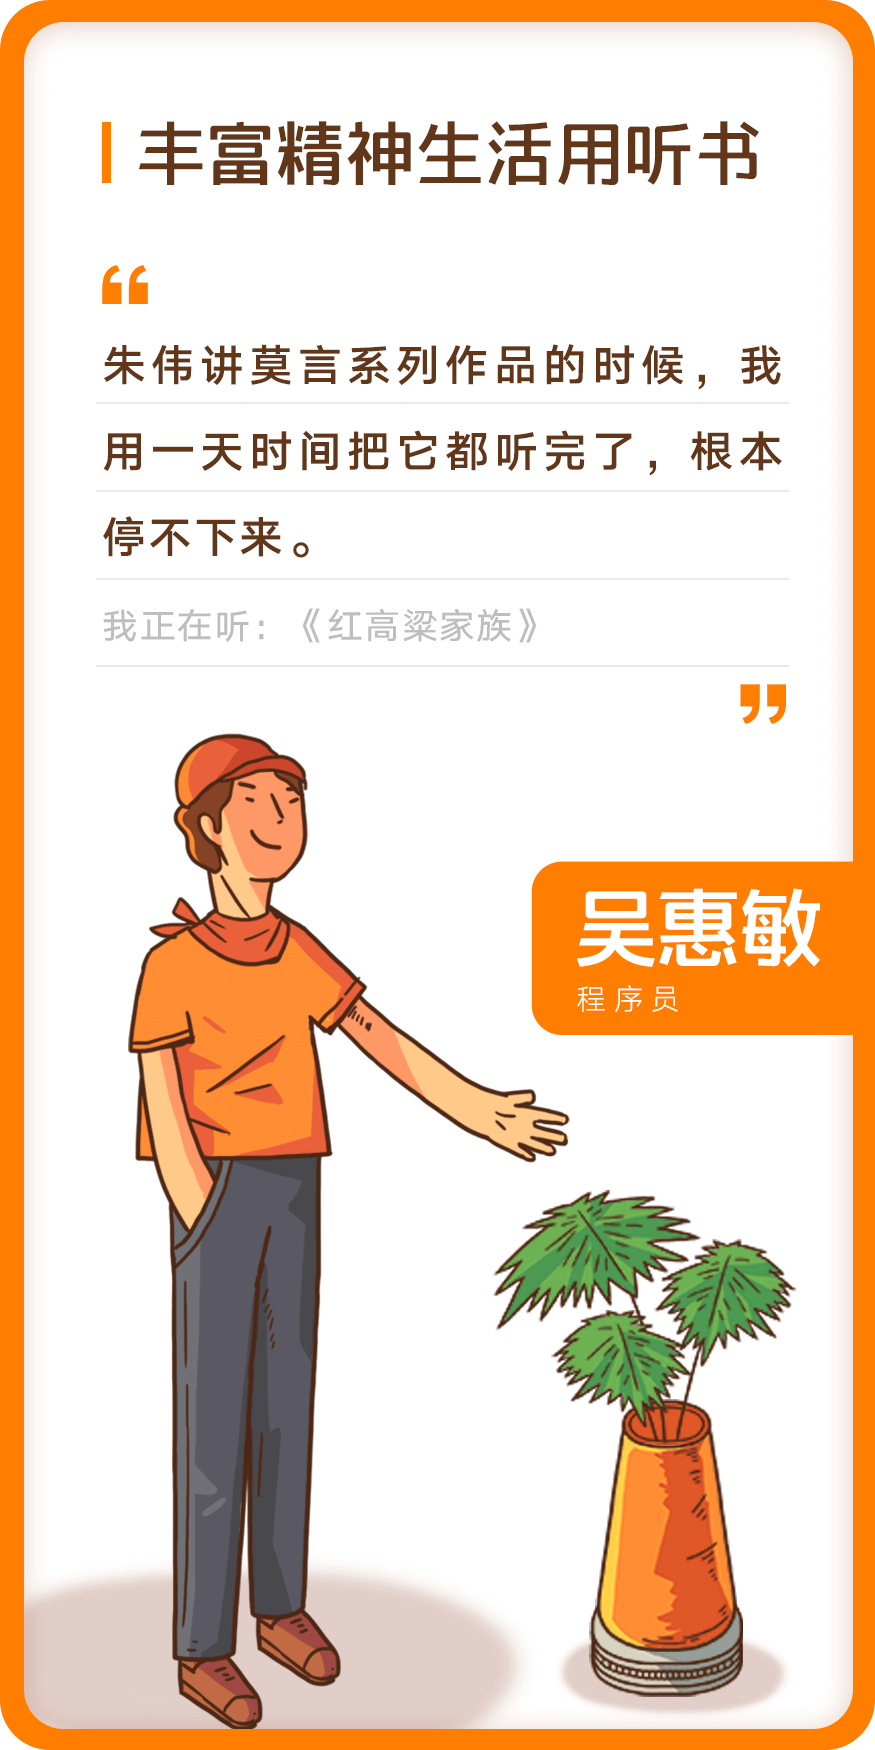 丰富精神生活用听书
“
朱伟讲莫言系列作品的时候，我
用一天时间把它都听完了，根本
停不下来。
我正在听：《红高粱家族》
”
吴惠敏
程序员